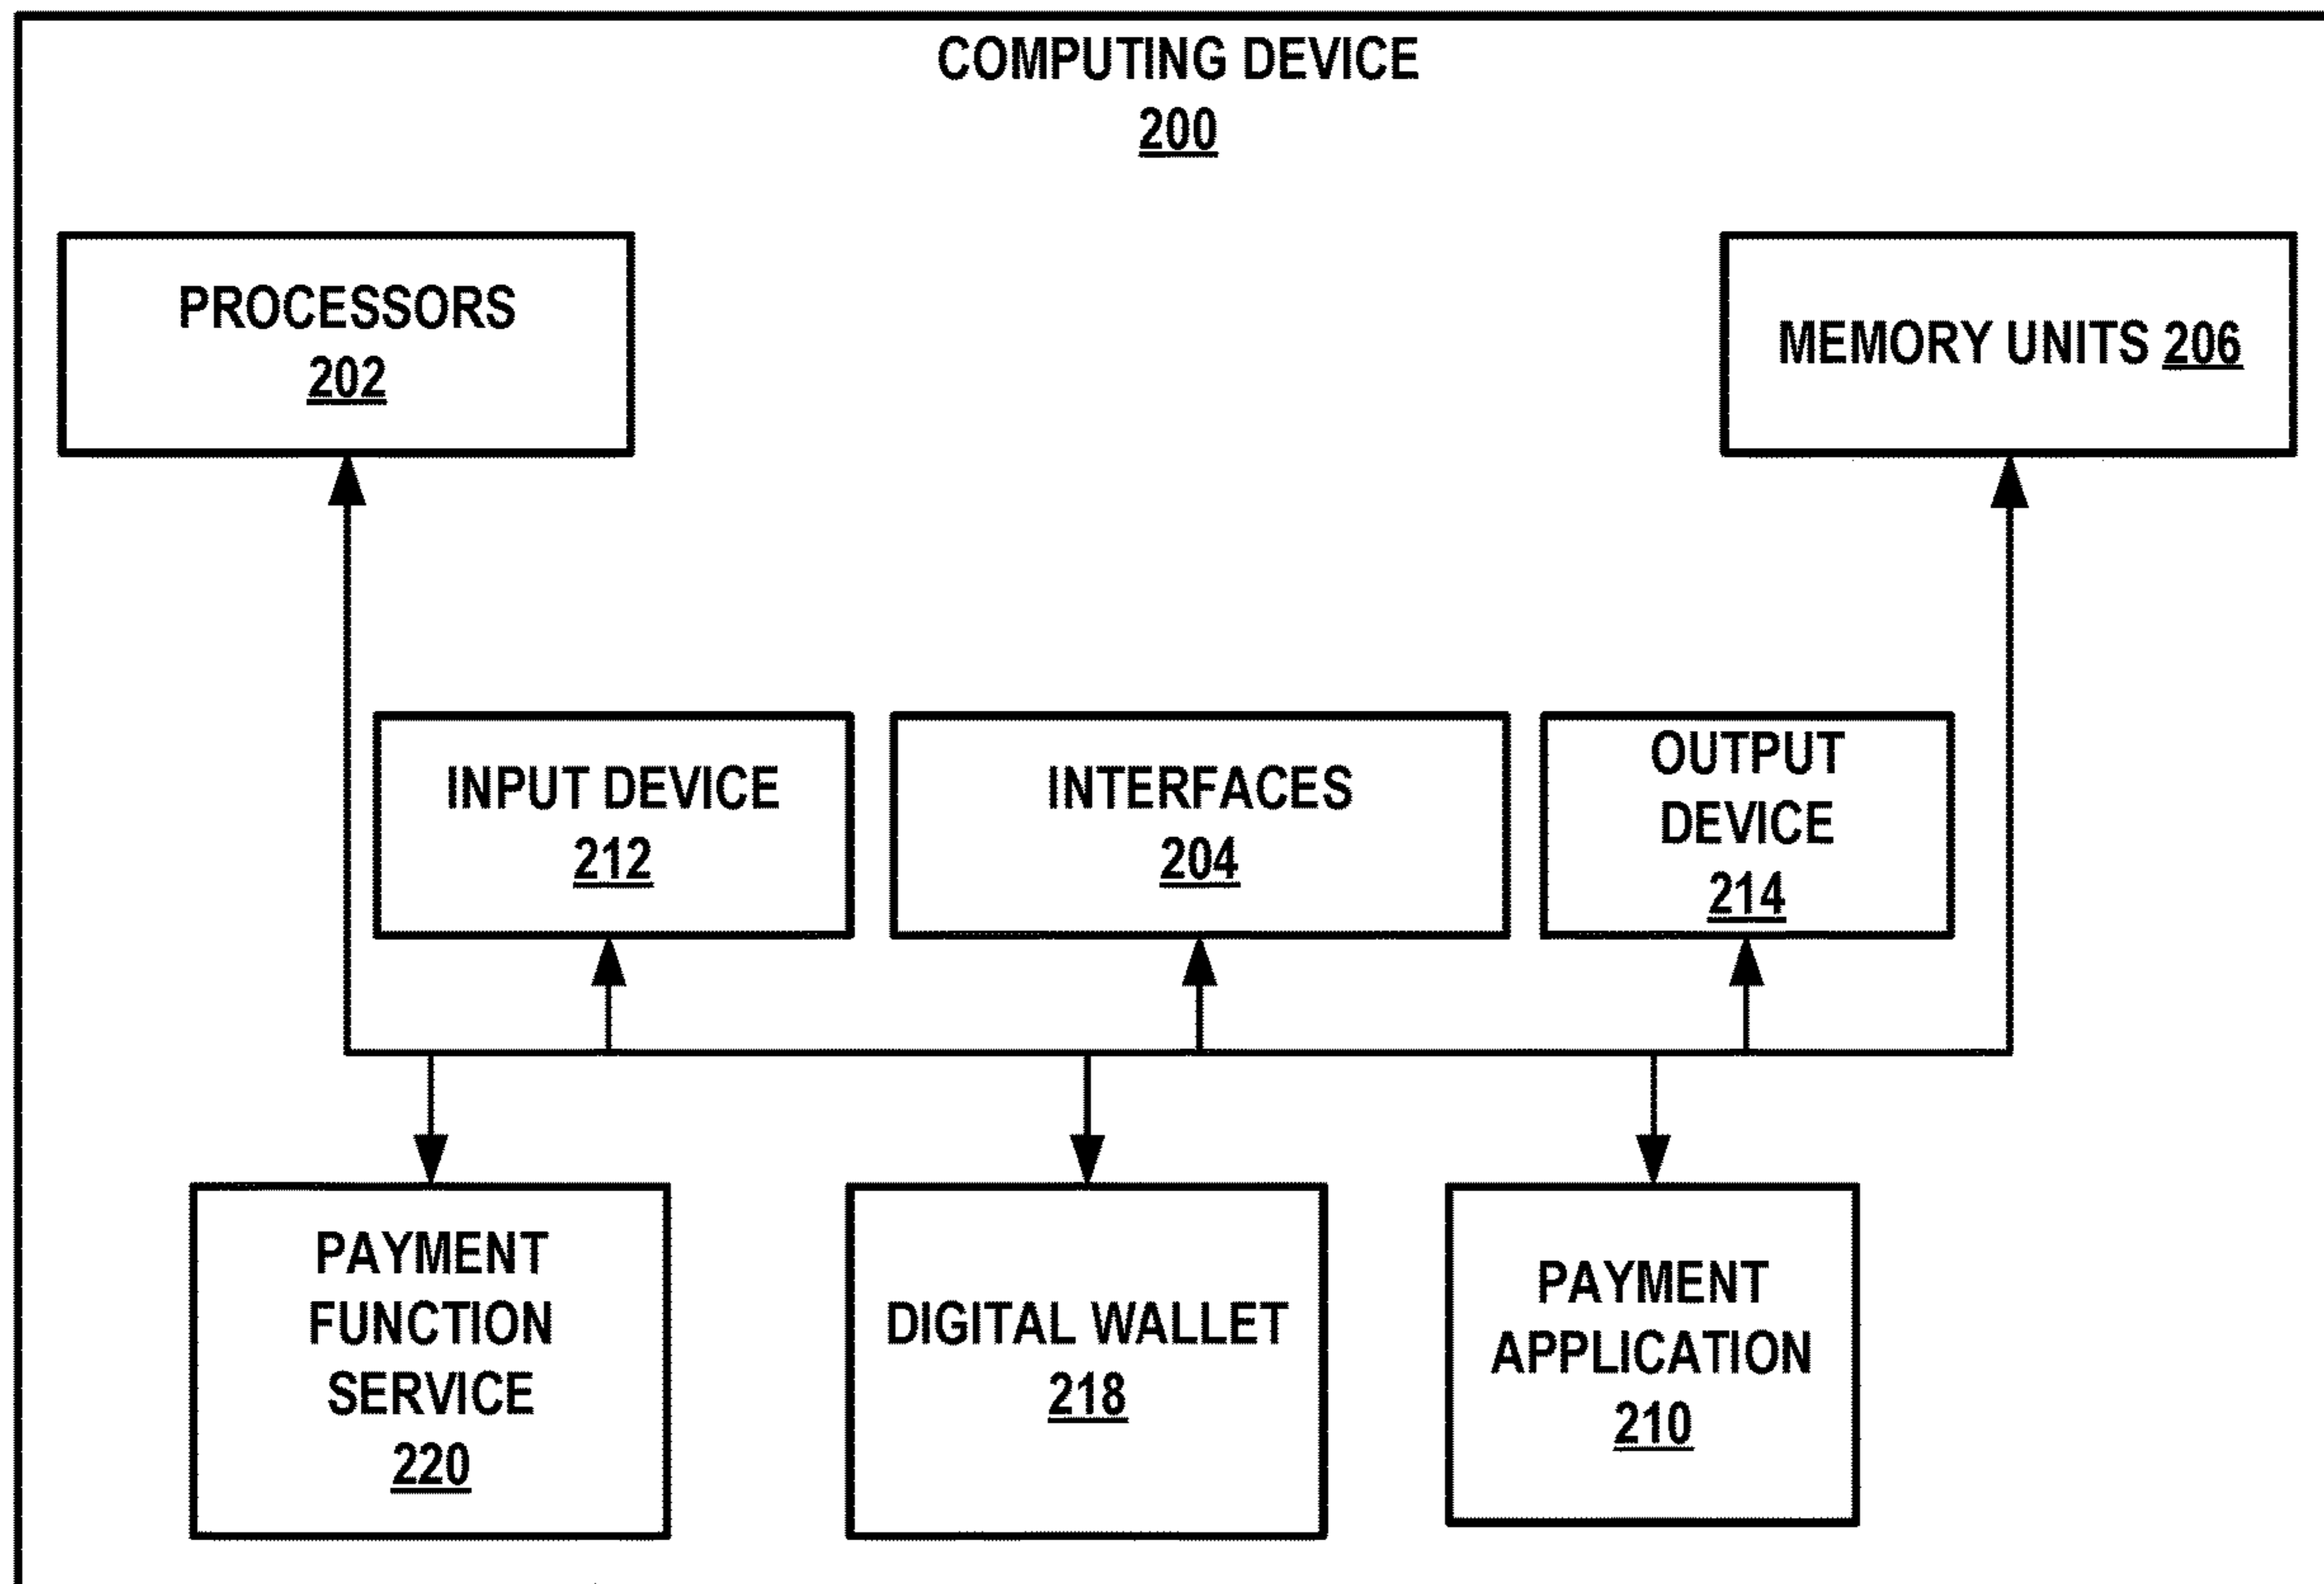 COMPUTING DEVICE
200
PROCESSORS
202
MEMORY UNITS 206
INPUT DEVICE
212
INTERFACES
204
OUTPUT
DEVICE
214
PAYMENT
FUNCTION
SERVICE
220
DIGITAL WALLET
218
PAYMENT
APPLICATION
210